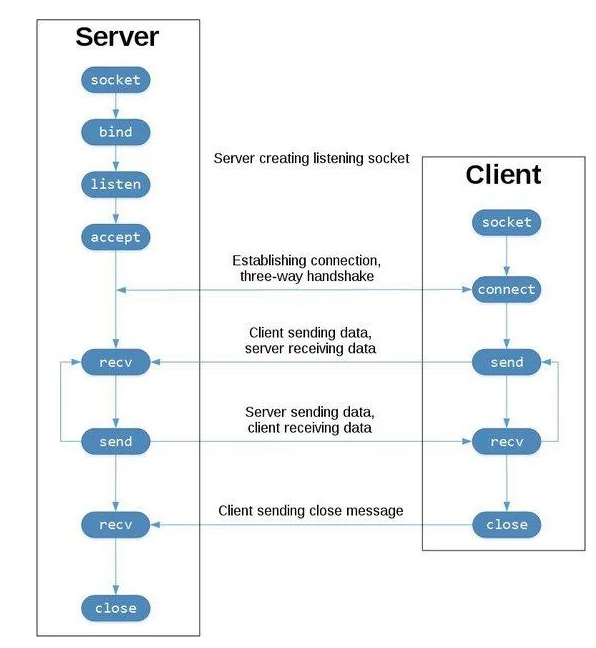 Server
socket
bind
listen
accept
recv
send
recv
close
Server creating listening socket
Establishing connection,
three-way handshake
Client sending data,
server receiving data
Server sending data,
client receiving data
Client sending close message
Client
socket
connect
send
recv
close